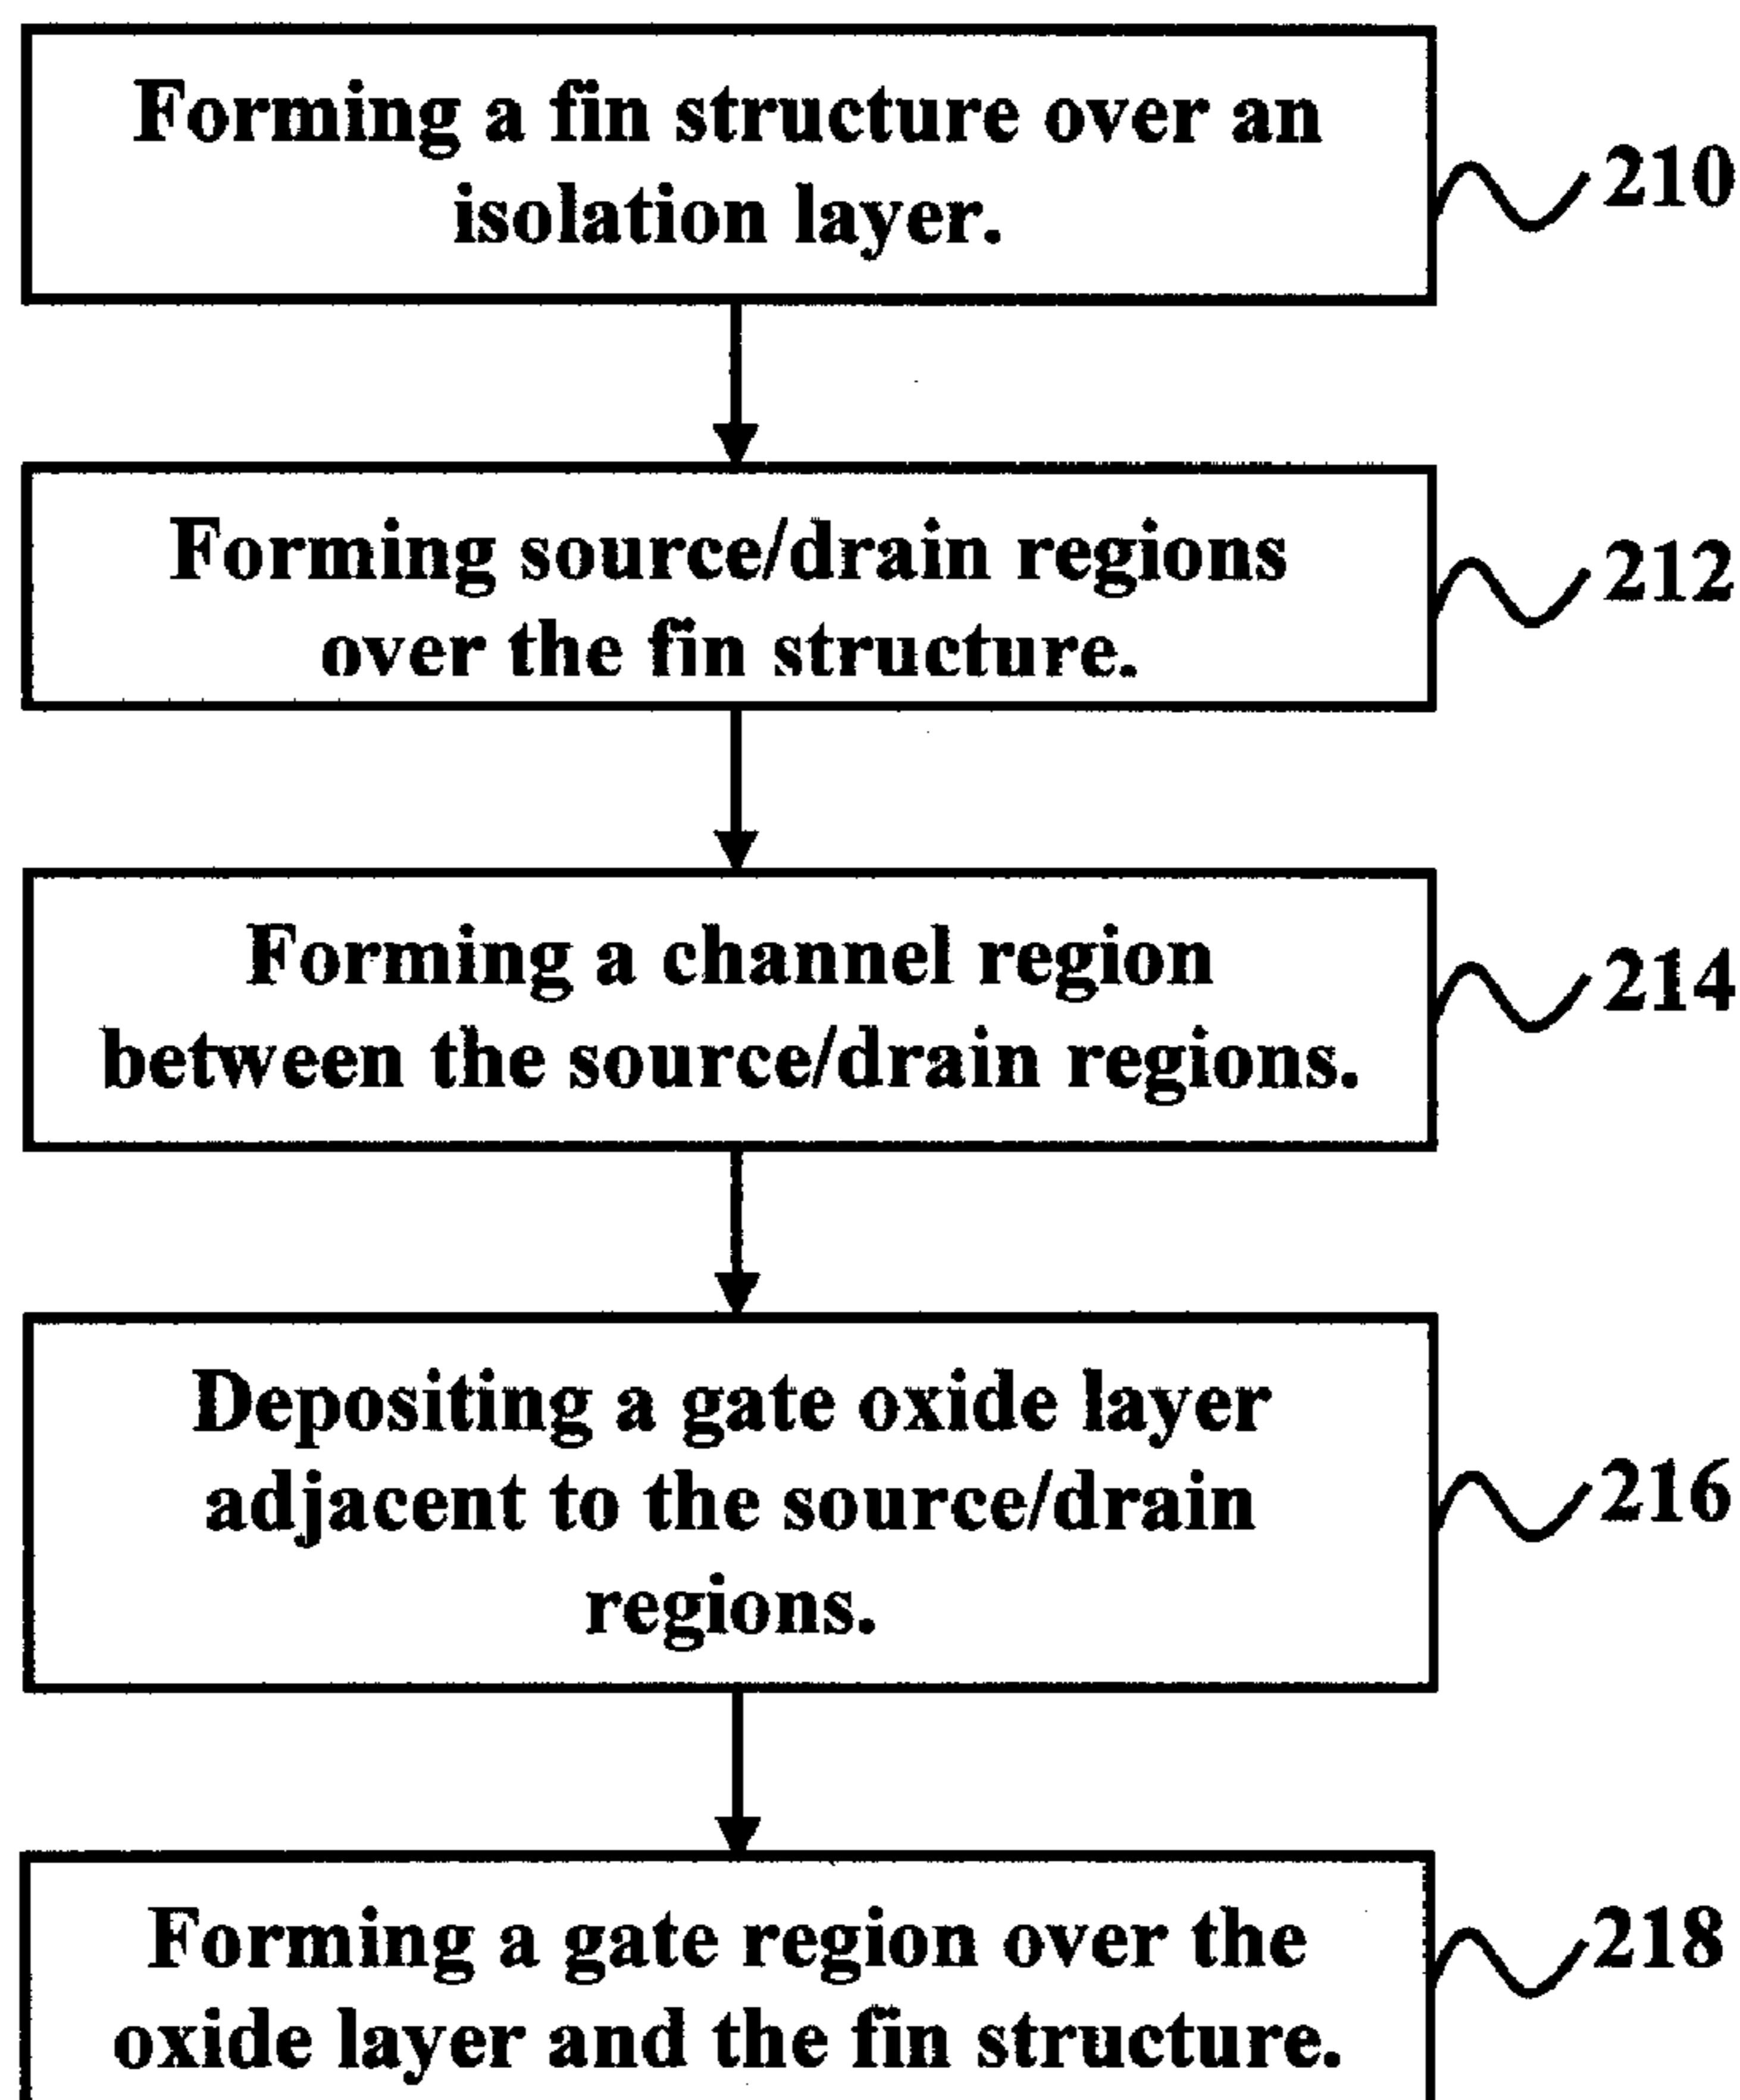 Forming a fin structure over an
isolation layer.
210
Forming source/drain regions
over the fin structure.
212
Forming a channel region
between the source/drain regions.
214
Depositing a gate oxide layer
adjacent to the source/drain
regions.
216
Forming a gate region over the
oxide layer and the fin structure.
218